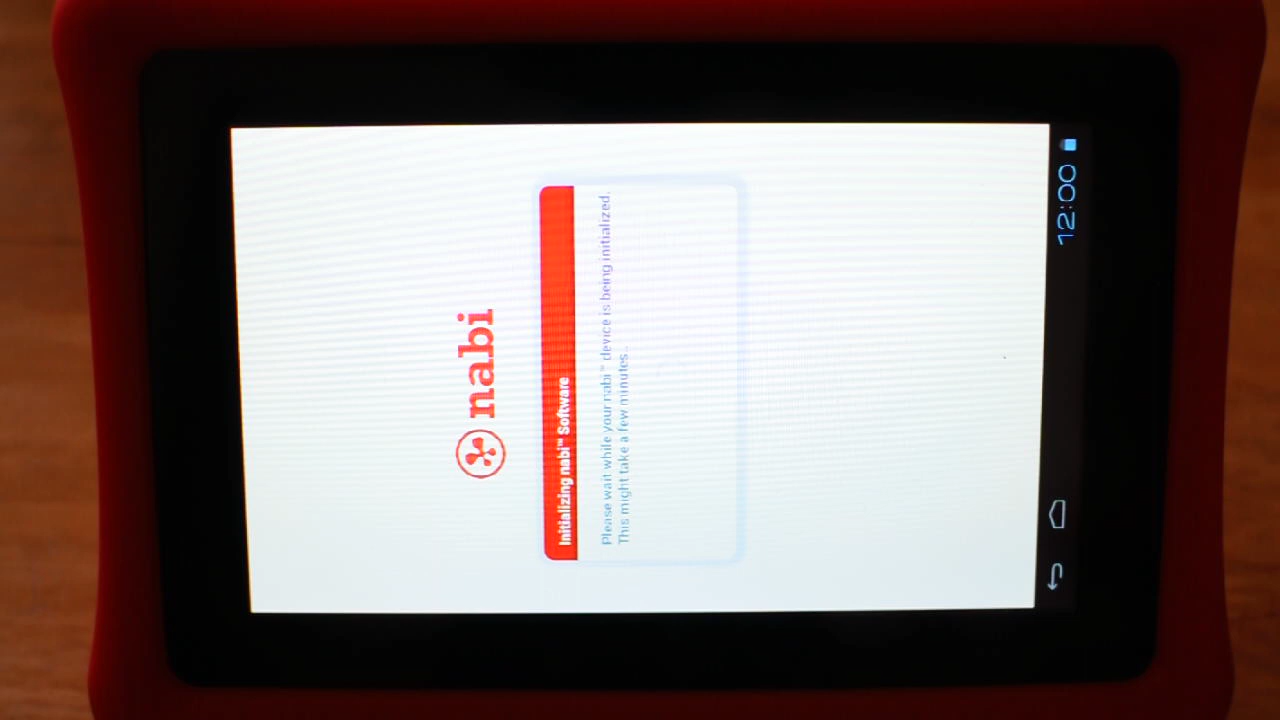 nabi
Initializing nabi™ Software
Please wait while your nabi™ device is being initialized.
This might take a few minutes...
12:00